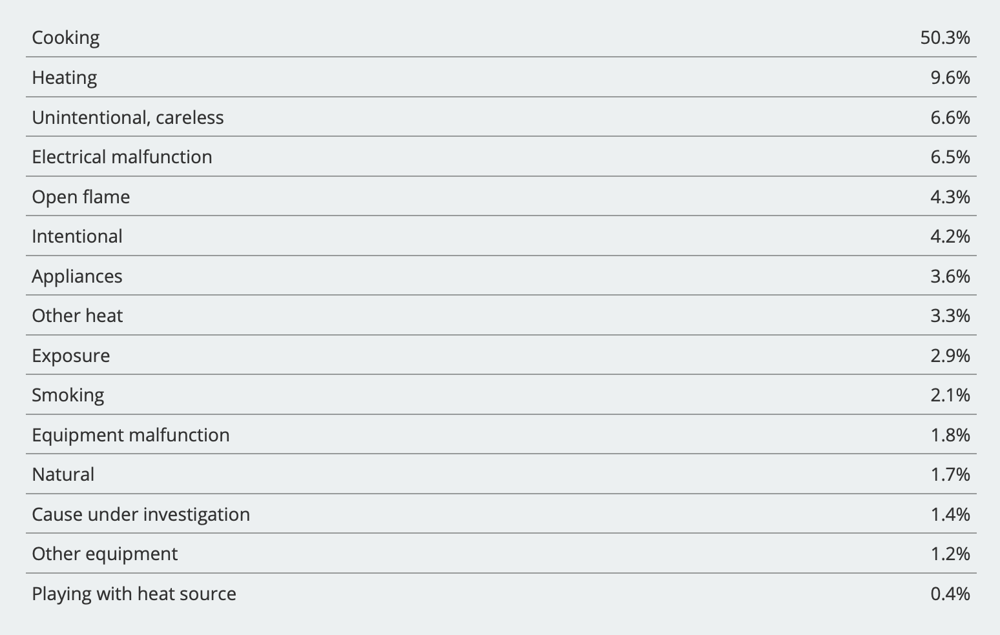 Cooking 50.3%
Heating 9.6%
Unintentional, careless 6.6%
Electrical malfunction 6.5%
Open flame 4.3%
Intentional 4.2%
Appliances 3.6%
Other heat 3.3%
Exposure 2.9%
Smoking 2.1%
Equipment malfunction 1.8%
Natural 1.7%
Cause under investigation 1.4%
Other equipment 1.2%
Playing with heat source 0.4%